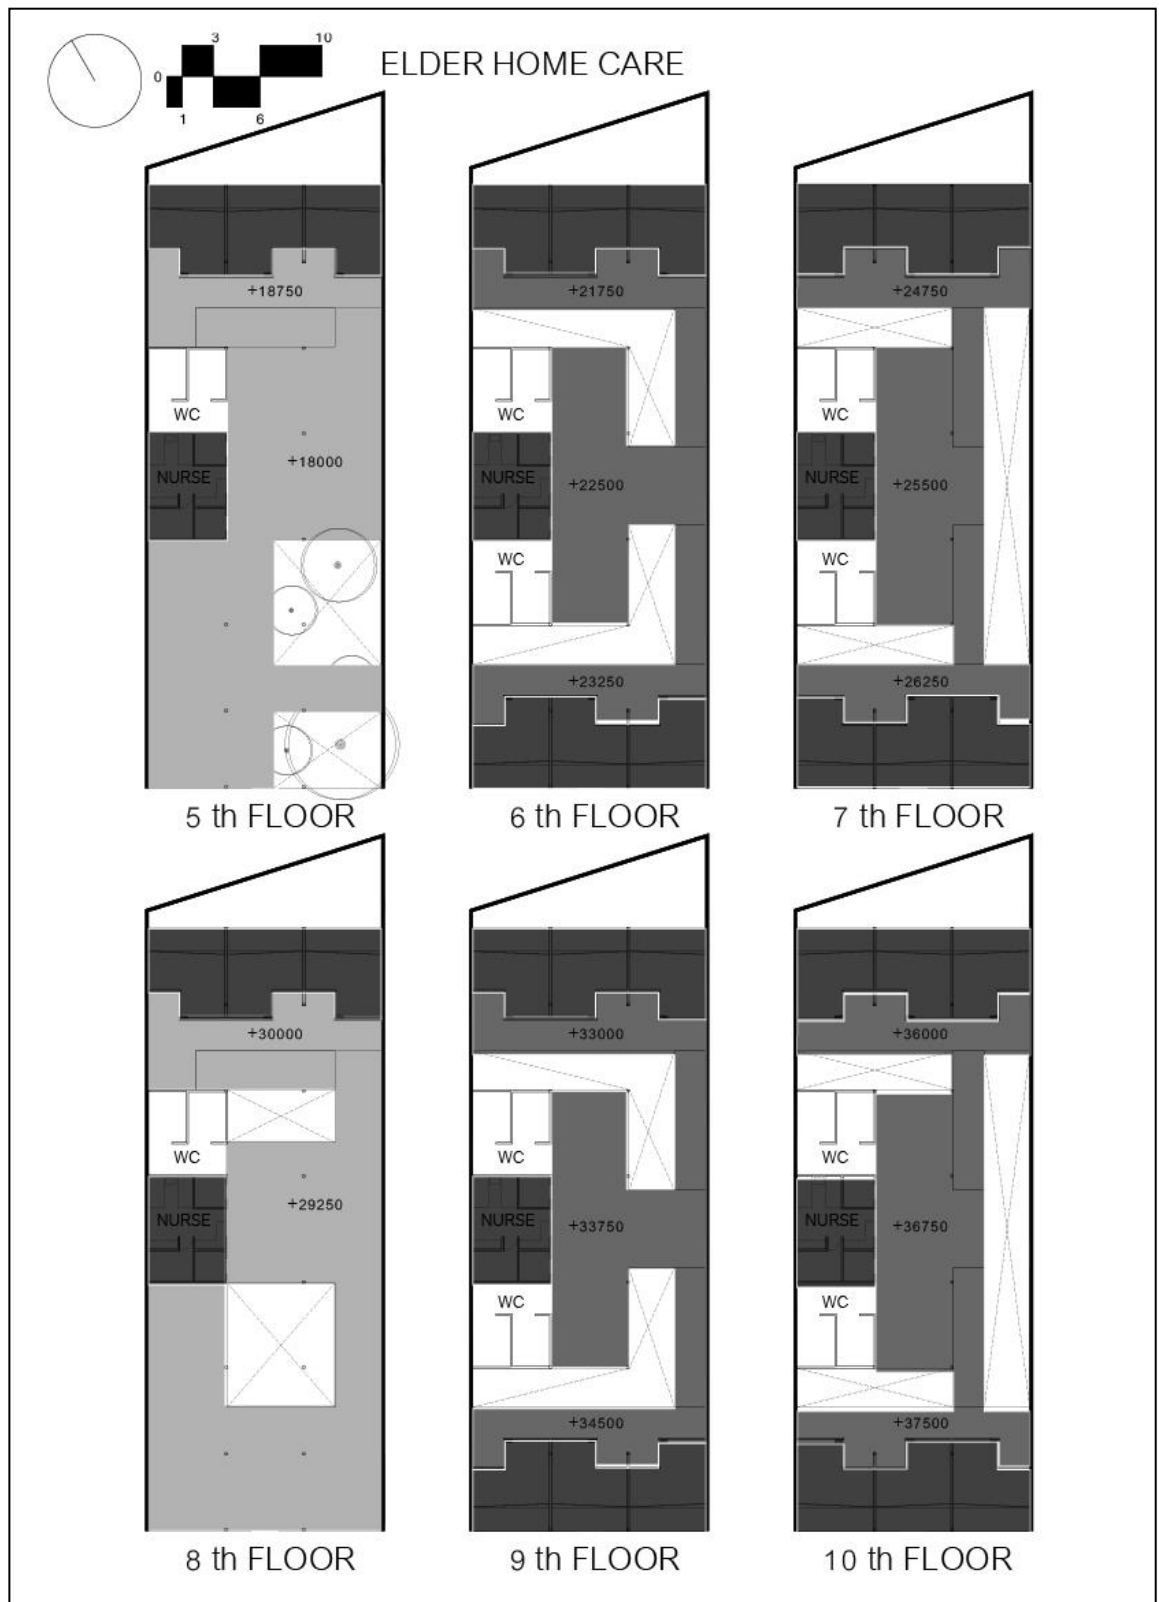 3 10
ELDER HOME CARE
0
1 6
+18750 +21750 +24750
WC WC WC
+18000
NURSE NURSE +22500 NURSE +25500
WC WC
+23250 +26250
5 th FLOOR 6 th FLOOR 7 th FLOOR
+30000 +33000 +36000
WC WC WC
+29250
NURSE NURSE +33750 NURSE +36750
WC WC
+34500 +37500
8 th FLOOR 9 th FLOOR 10 th FLOOR